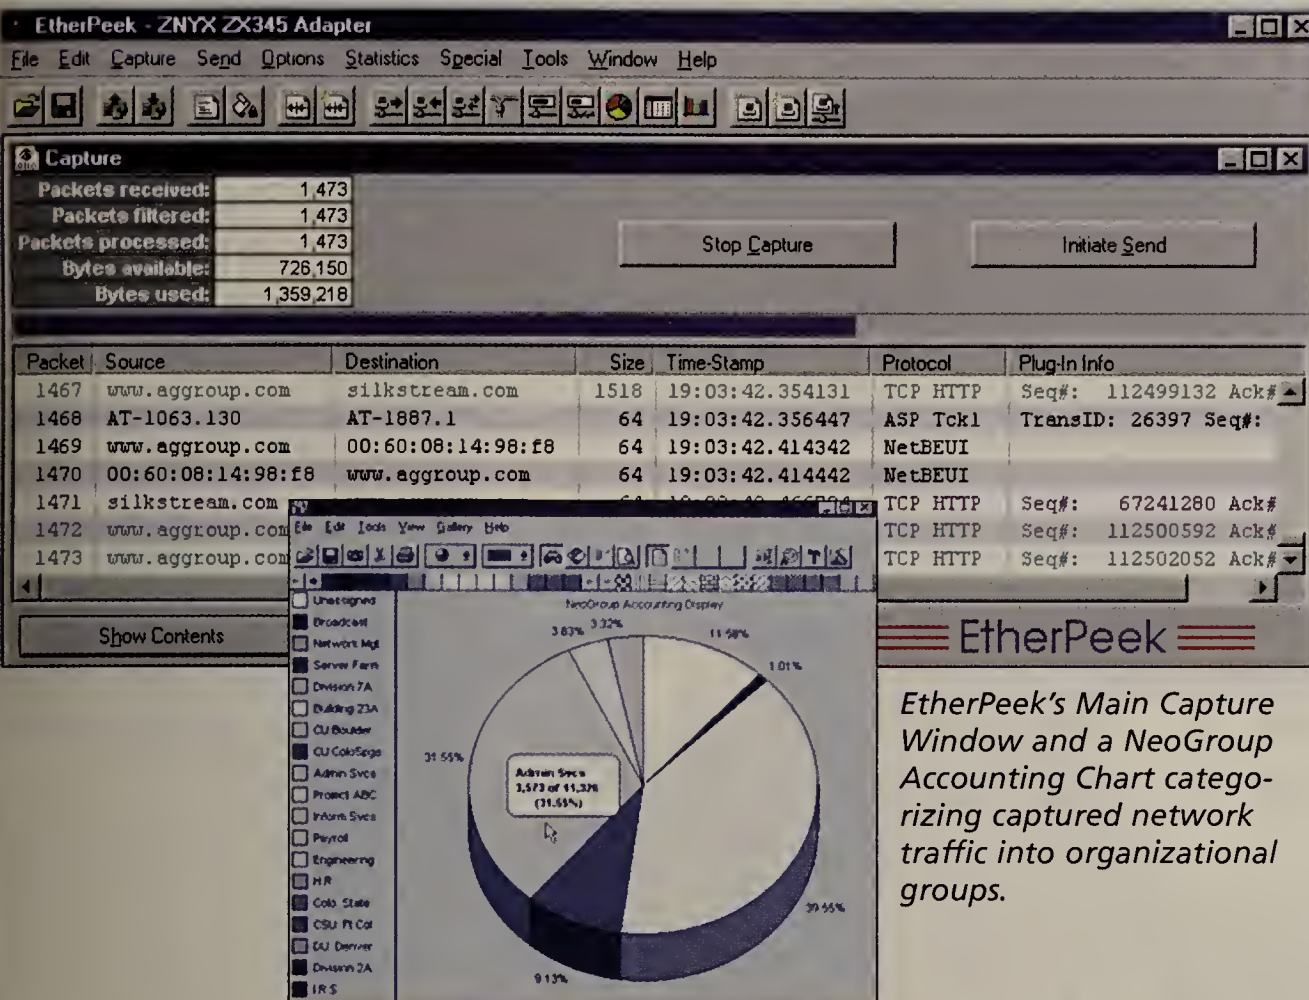 EtherPeek - ZNYX ZX345 Adapter
File Edit Capture Send Options Statistics Special Tools Window Help
Capture
Packets received: 1,473
Packets filtered: 1,473
Packets processed: 1,473
Bytes available: 726,150
Bytes used: 1,359,218
Stop Capture
Initiate Send
Packet Source Destination Size Time-Stamp Protocol Plug-In Info
1467 www.aggroup.com silkstream.com 1518 19:03:42.354131 TCP HTTP Seq#: 112499132 Ack#
1468 AT-1063.130 AT-1887.1 64 19:03:42.356447 ASP Tckl TransID: 26397 Seq#:
1469 www.aggroup.com 00:60:08:14:98:f8 64 19:03:42.414342 NetBEUI
1470 00:60:08:14:98:f8 www.aggroup.com 64 19:03:42.414442 NetBEUI
1471 silkstream.com TCP HTTP Seq#: 67241280 Ack#
1472 www.aggroup.com TCP HTTP Seq#: 112500592 Ack#
1473 www.aggroup.com TCP HTTP Seq#: 112502052 Ack#
Show Contents
File Edit Tools View Gallery Help
NeoGroup Accounting Display
Unassigned
Broadcast
Network Mgt
Server Farm
Division 7A
Building 23A
CU Boulder
CU ColoSprgs
Admin Svcs
Project ABC
Inform Svcs
Payroll
Engineering
H R
Colo. State
CSU Ft Col
DU Denver
Division 2A
I R S
3.83%
3.32%
11.58%
1.01%
31.55%
Admin Svcs
3,573 of 11,326
(31.55%)
39.55%
9.13%
EtherPeek
EtherPeek's Main Capture
Window and a NeoGroup
Accounting Chart catego-
rizing captured network
traffic into organizational
groups.